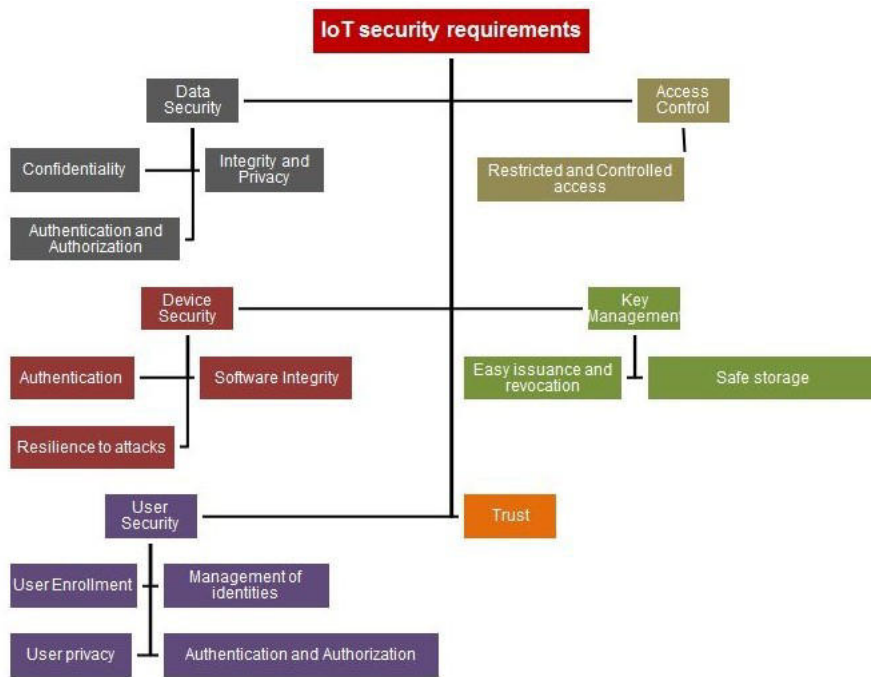 IoT security requirements
Data
Security
Access
Control
Confidentiality
Integrity and
Privacy
Restricted and Controlled
access
Authentication and
Authorization
Device
Security
Key
Management
Authentication
Software Integrity
Easy issuance and
revocation
Safe storage
Resilience to attacks
User
Security
Trust
User Enrollment
Management of
identities
User privacy
Authentication and Authorization